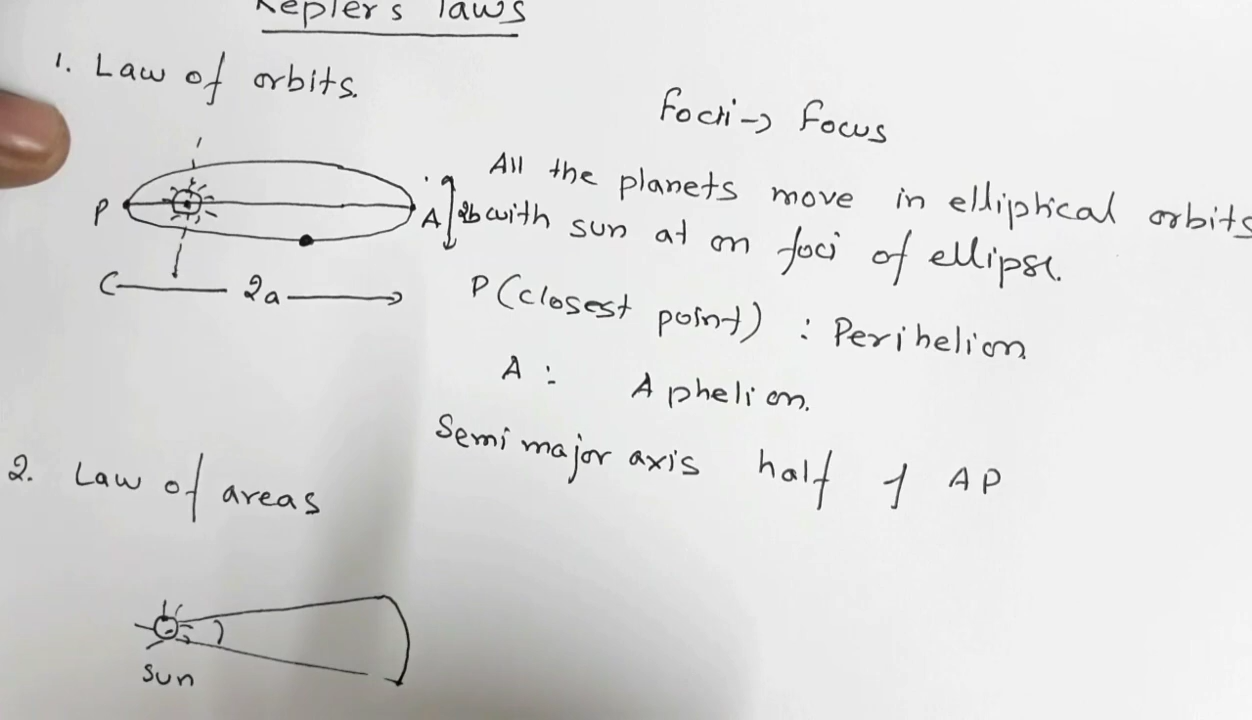 Kepler's laws
1. Law of orbits.
Focii → Focus
P
A
2b
2a
All the planets move in elliptical orbits
with sun at on foci of ellipse.
P (closest point) : Perihelion
A : Aphelion.
Semi major axis half of AP
2. Law of areas
Sun